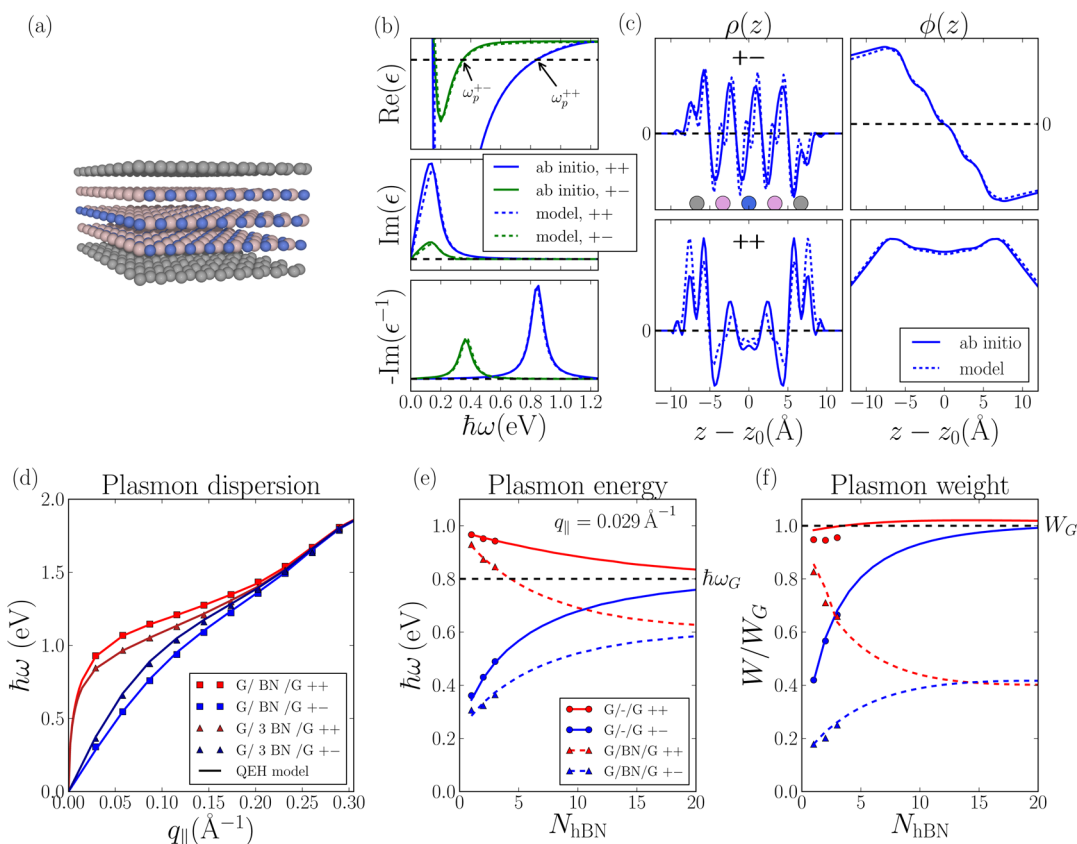 (a)
(b)
Re(ϵ)
ω_p^{+−}
ω_p^{++}
Im(ϵ)
ab initio, ++
ab initio, +-
model, ++
model, +-
-Im(ϵ⁻¹)
0.0 0.2 0.4 0.6 0.8 1.0 1.2
ħω(eV)
(c)
ρ(z)
ϕ(z)
+−
0
0
++
0
ab initio
model
−10 −5 0 5 10
−10 −5 0 5 10
z − z₀(Å)
z − z₀(Å)
(d)
Plasmon dispersion
2.0
1.5
1.0
0.5
0.0
ħω (eV)
G/ BN /G ++
G/ BN /G +-
G/ 3 BN /G ++
G/ 3 BN /G +-
QEH model
0.00 0.05 0.10 0.15 0.20 0.25 0.30
q∥(Å⁻¹)
(e)
Plasmon energy
q∥ = 0.029 Å⁻¹
1.0
0.8
0.6
0.4
0.2
0.0
ħω (eV)
ħω_G
G/-/G ++
G/-/G +-
G/BN/G ++
G/BN/G +-
0 5 10 15 20
N_hBN
(f)
Plasmon weight
W_G
1.0
0.8
0.6
0.4
0.2
0.0
W/W_G
0 5 10 15 20
N_hBN